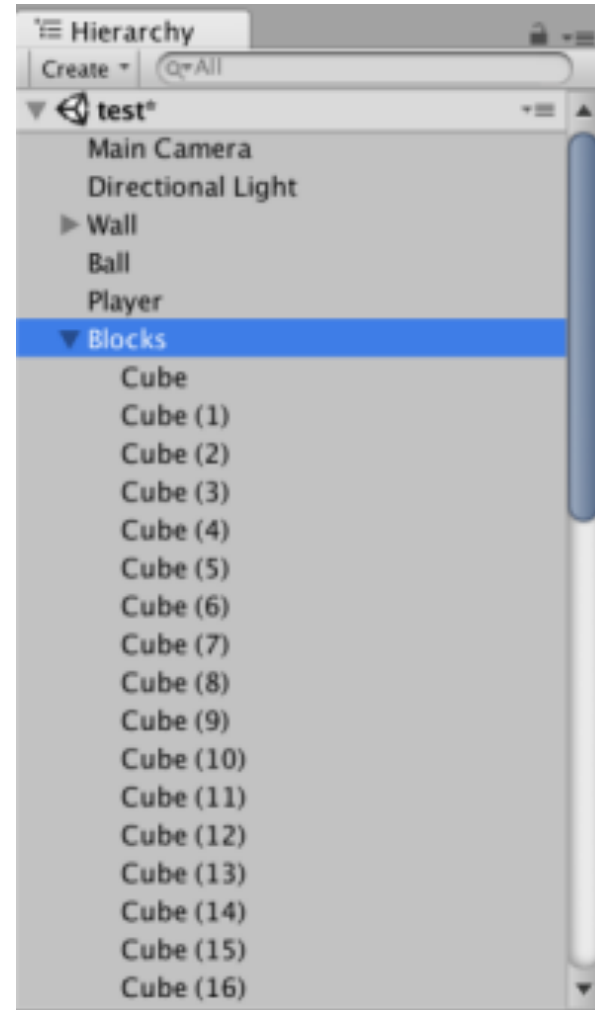 Hierarchy
Create All
test*
Main Camera
Directional Light
Wall
Ball
Player
Blocks
Cube
Cube (1)
Cube (2)
Cube (3)
Cube (4)
Cube (5)
Cube (6)
Cube (7)
Cube (8)
Cube (9)
Cube (10)
Cube (11)
Cube (12)
Cube (13)
Cube (14)
Cube (15)
Cube (16)